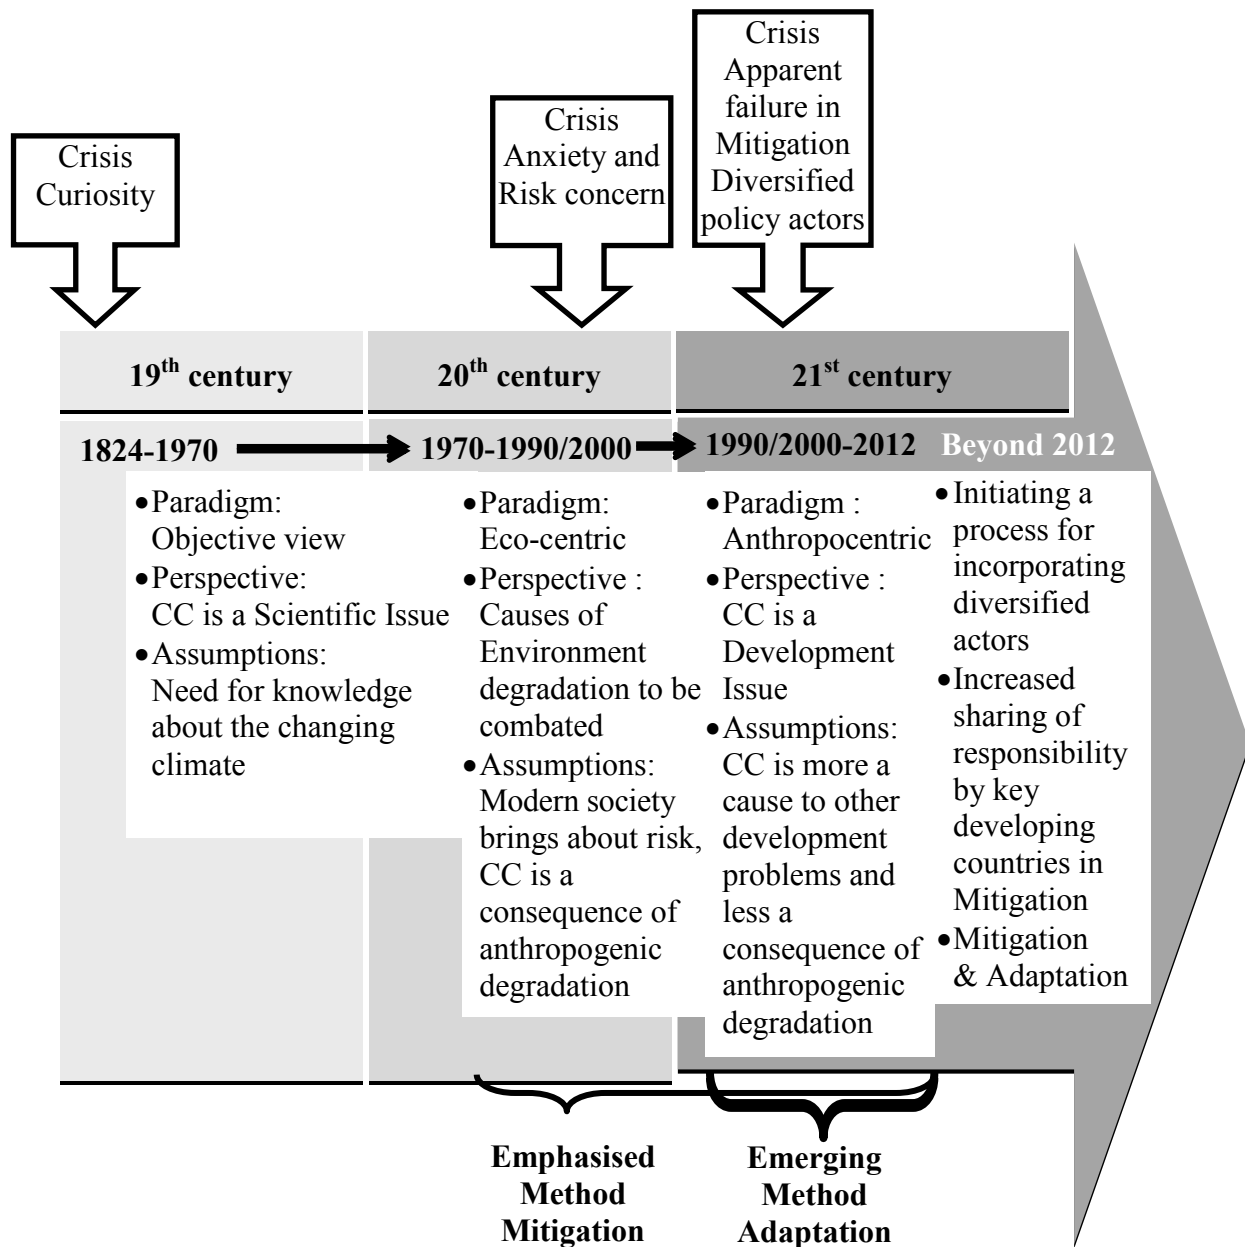 Crisis
Curiosity
Crisis
Anxiety and
Risk concern
Crisis
Apparent
failure in
Mitigation
Diversified
policy actors
19th century
20th century
21st century
1824-1970
1970-1990/2000
1990/2000-2012
Beyond 2012
•Paradigm:
Objective view
•Perspective:
CC is a Scientific Issue
•Assumptions:
Need for knowledge
about the changing
climate
•Paradigm:
Eco-centric
•Perspective :
Causes of
Environment
degradation to be
combated
•Assumptions:
Modern society
brings about risk,
CC is a
consequence of
anthropogenic
degradation
•Paradigm :
Anthropocentric
•Perspective :
CC is a
Development
Issue
•Assumptions:
CC is more a
cause to other
development
problems and
less a
consequence of
anthropogenic
degradation
•Initiating a
process for
incorporating
diversified
actors
•Increased
sharing of
responsibility
by key
developing
countries in
Mitigation
•Mitigation
& Adaptation
Emphasised
Method
Mitigation
Emerging
Method
Adaptation